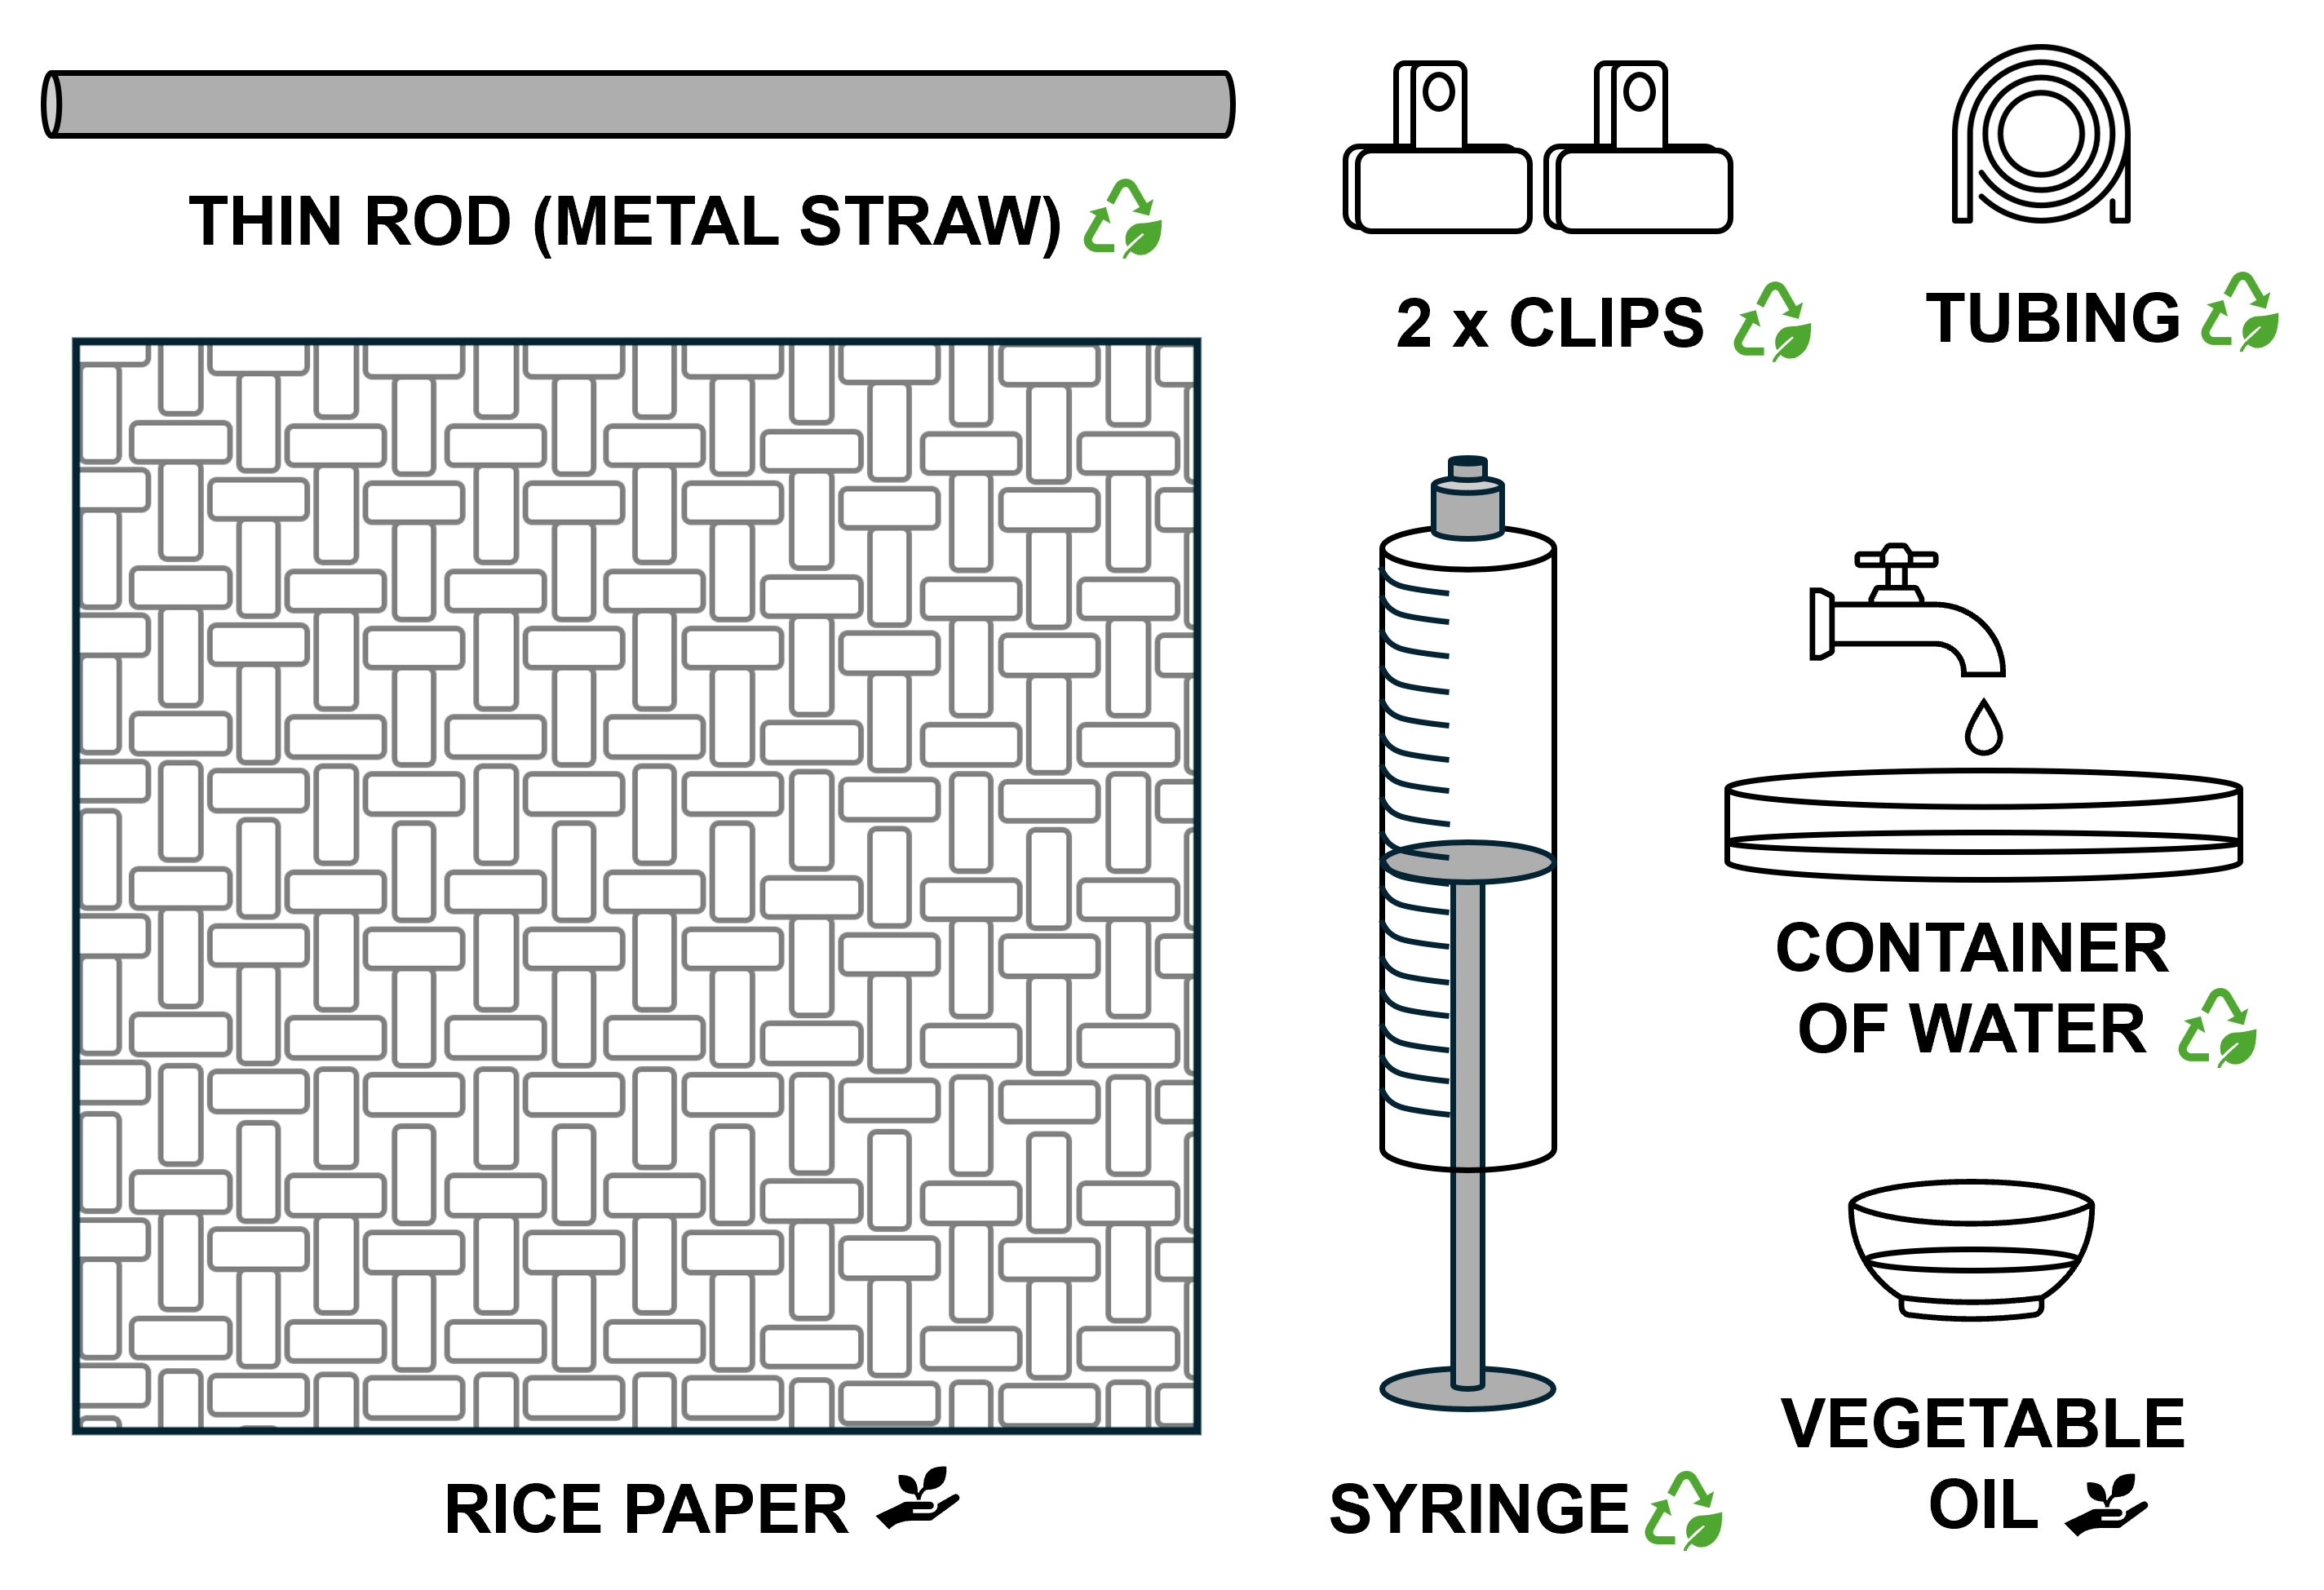 THIN ROD (METAL STRAW)
2 x CLIPS
TUBING
CONTAINER
OF WATER
RICE PAPER
SYRINGE
VEGETABLE
OIL